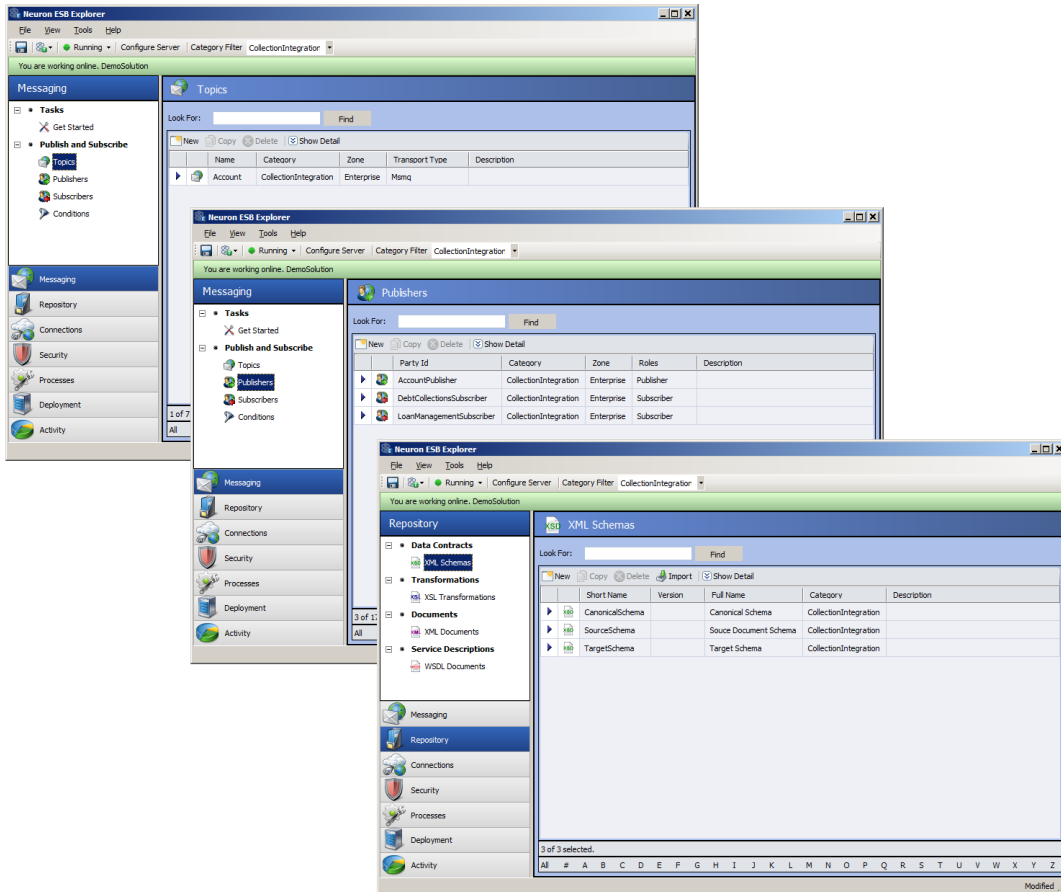 Neuron ESB Explorer
File View Tools Help
Running Configure Server Category Filter CollectionIntegration
You are working online. DemoSolution
Messaging
Tasks
Get Started
Publish and Subscribe
Topics
Publishers
Subscribers
Conditions
Messaging
Repository
Connections
Security
Processes
Deployment
Activity
Topics
Look For: Find
New Copy Delete Show Detail
Name Category Zone Transport Type Description
Account CollectionIntegration Enterprise Msmq
1 of 7
All
Neuron ESB Explorer
File View Tools Help
Running Configure Server Category Filter CollectionIntegration
You are working online. DemoSolution
Messaging
Tasks
Get Started
Publish and Subscribe
Topics
Publishers
Subscribers
Conditions
Messaging
Repository
Connections
Security
Processes
Deployment
Activity
Publishers
Look For: Find
New Copy Delete Show Detail
Party Id Category Zone Roles Description
AccountPublisher CollectionIntegration Enterprise Publisher
DebtCollectionsSubscriber CollectionIntegration Enterprise Subscriber
LoanManagementSubscriber CollectionIntegration Enterprise Subscriber
3 of 17
All
Neuron ESB Explorer
File View Tools Help
Running Configure Server Category Filter CollectionIntegration
You are working online. DemoSolution
Repository
Data Contracts
XSD XML Schemas
Transformations
XSL XSL Transformations
Documents
XML XML Documents
Service Descriptions
WSDL Documents
Messaging
Repository
Connections
Security
Processes
Deployment
Activity
XSD XML Schemas
Look For: Find
New Copy Delete Import Show Detail
Short Name Version Full Name Category Description
XSD CanonicalSchema Canonical Schema CollectionIntegration
XSD SourceSchema Souce Document Schema CollectionIntegration
XSD TargetSchema Target Schema CollectionIntegration
3 of 3 selected.
All # A B C D E F G H I J K L M N O P Q R S T U V W X Y Z
Modified